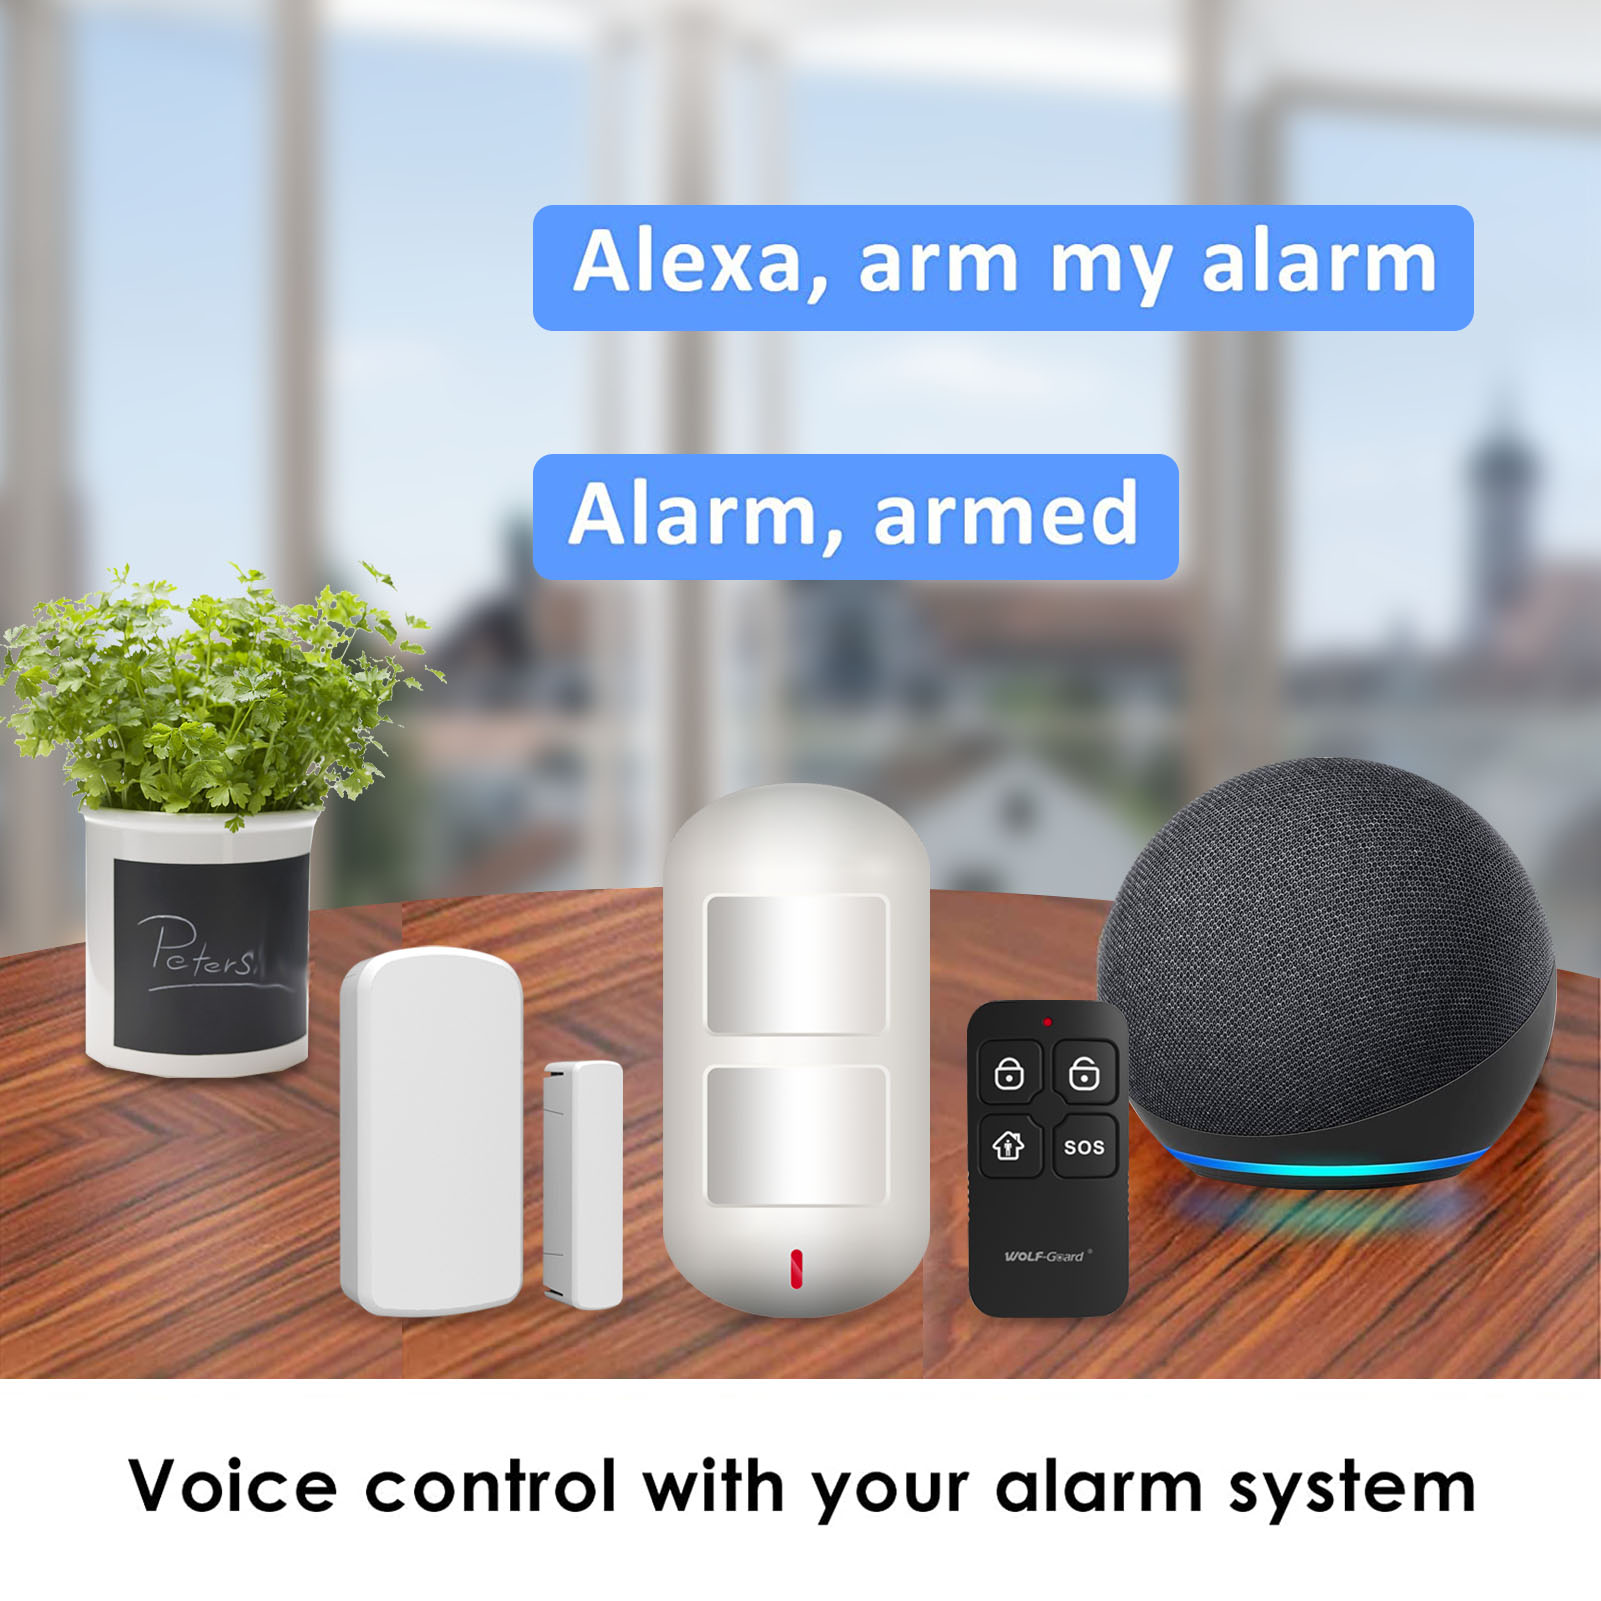 Alexa, arm my alarm
Alarm, armed
Peters.
SOS
WOLF-Guard ®
Voice control with your alarm system